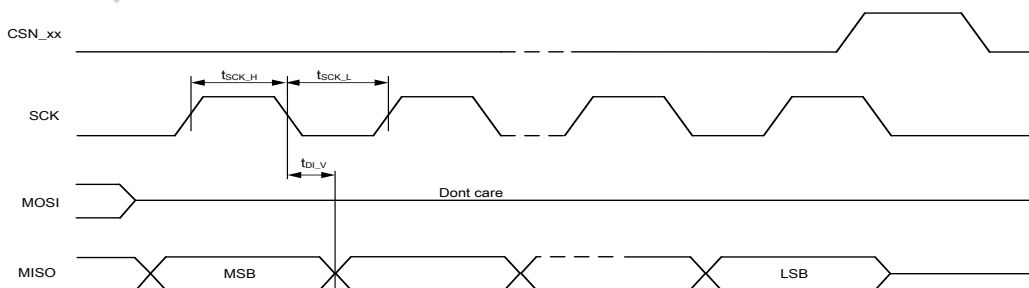 CSN_xx
tSCK_H tSCK_L
SCK
tDI_V
Dont care
MOSI
MISO MSB LSB